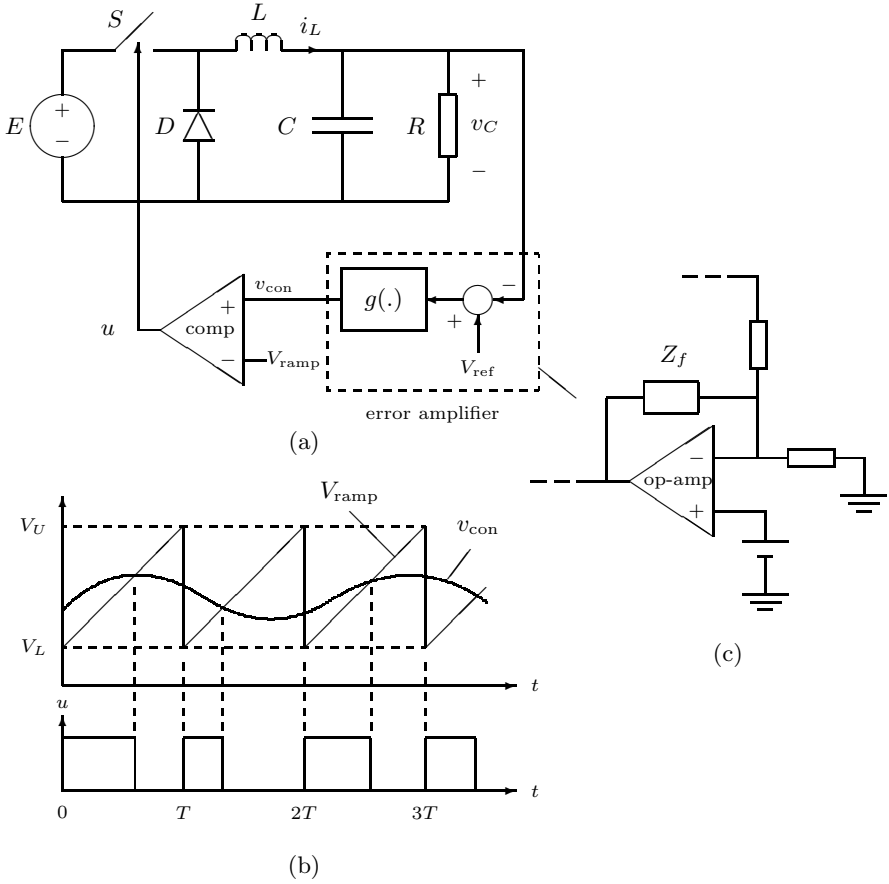 S
L
i_L
E
+
−
D
C
R
+
v_C
−
v_con
g(.)
−
+
+
comp
−
u
V_ramp
V_ref
error amplifier
(a)
Z_f
−
op-amp
+
(c)
V_ramp
V_U
v_con
V_L
t
u
t
0
T
2T
3T
(b)